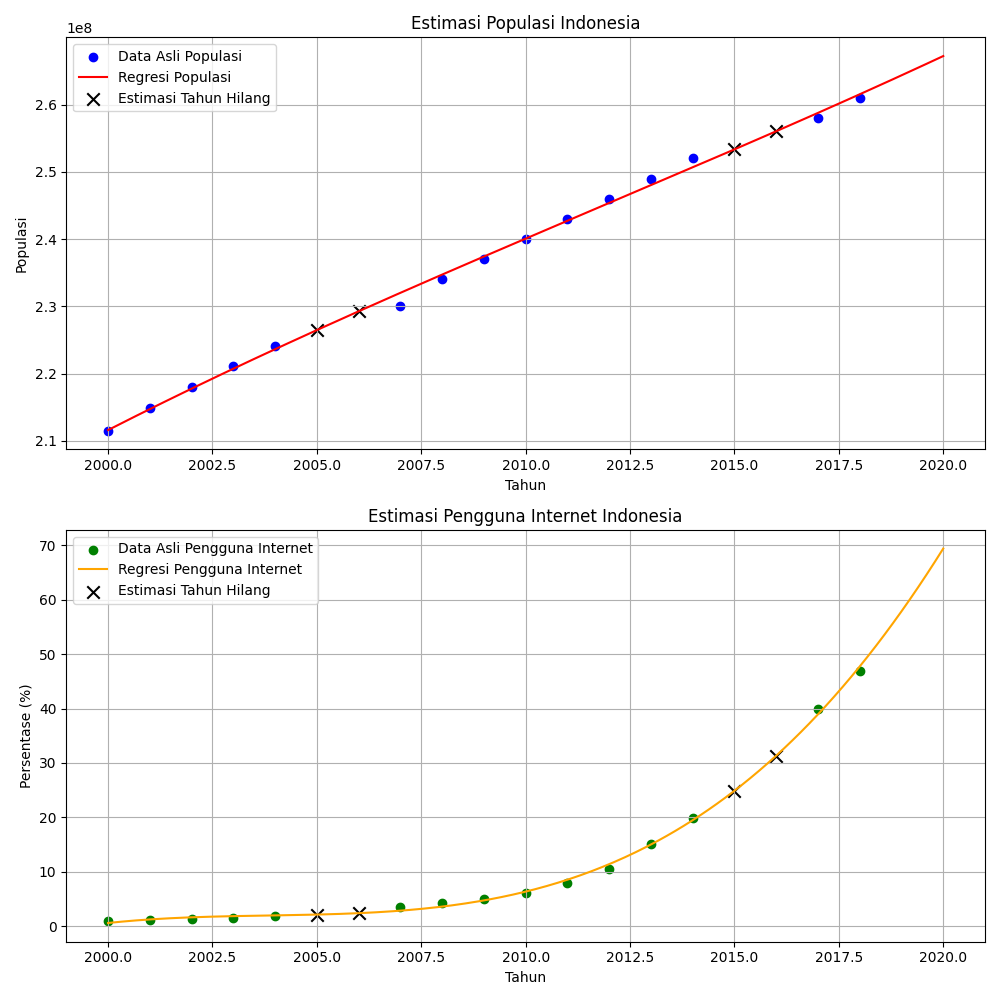 Estimasi Populasi Indonesia
1e8
Data Asli Populasi
Regresi Populasi
Estimasi Tahun Hilang
Populasi
2.6
2.5
2.4
2.3
2.2
2.1
2000.0 2002.5 2005.0 2007.5 2010.0 2012.5 2015.0 2017.5 2020.0
Tahun
Estimasi Pengguna Internet Indonesia
Data Asli Pengguna Internet
Regresi Pengguna Internet
Estimasi Tahun Hilang
Persentase (%)
70
60
50
40
30
20
10
0
2000.0 2002.5 2005.0 2007.5 2010.0 2012.5 2015.0 2017.5 2020.0
Tahun